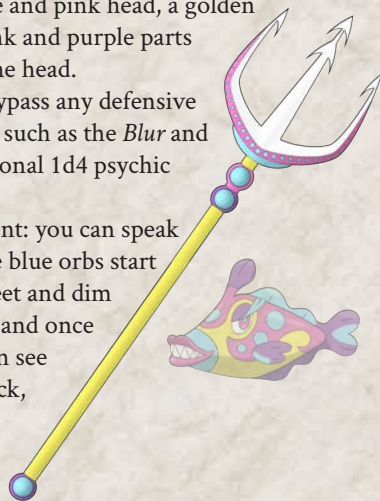 e and pink head, a golden
nk and purple parts
he head.
ypass any defensive
such as the Blur and
onal 1d4 psychic
nt: you can speak
e blue orbs start
eet and dim
and once
n see
ck,